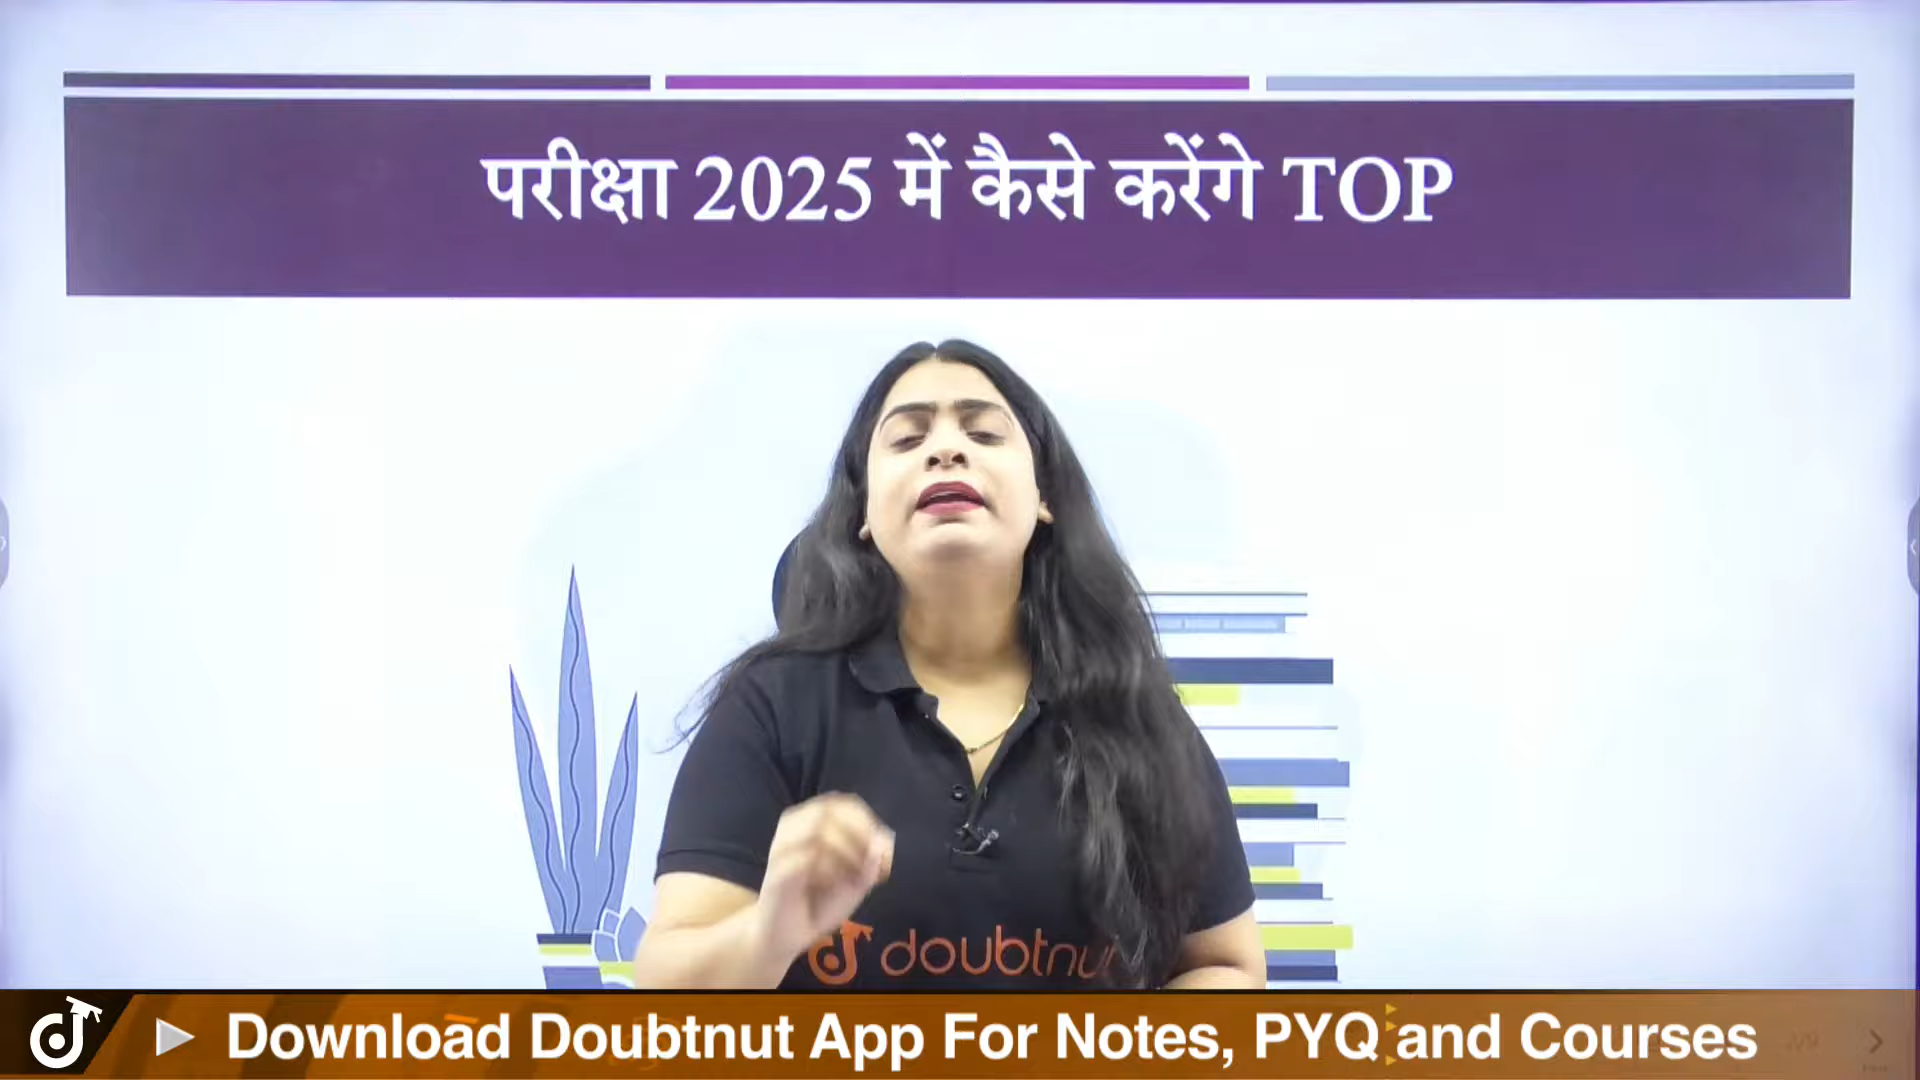 परीक्षा 2025 में कैसे करेंगे TOP
doubtnut
Download Doubtnut App For Notes, PYQ and Courses